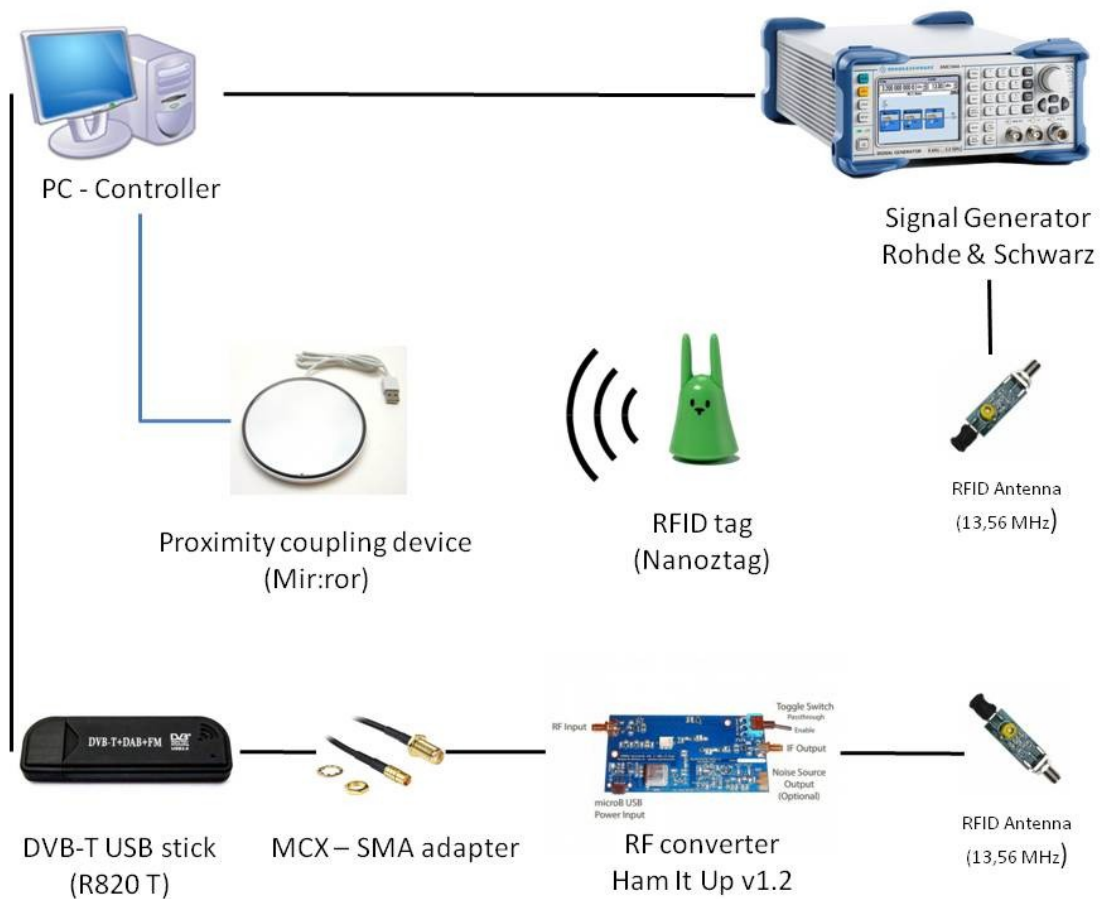 PC - Controller
Signal Generator
Rohde & Schwarz
SIGNAL GENERATOR
Proximity coupling device
(Mir:ror)
RFID tag
(Nanoztag)
RFID Antenna
(13,56 MHz)
DVB-T+DAB+FM
DVB-T USB stick
(R820 T)
MCX – SMA adapter
RF Input
Toggle Switch
Passthrough
Enable
IF Output
Noise Source
Output
(Optional)
microB USB
Power Input
RF converter
Ham It Up v1.2
RFID Antenna
(13,56 MHz)